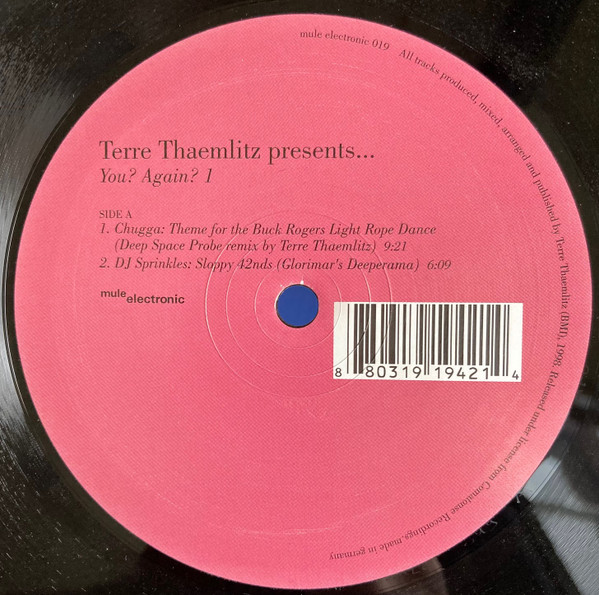 mule electronic 019
All tracks produced, mixed, arranged and published by Terre Thaemlitz (BMI), 1998. Released under license from Comatonse Recordings. made in germany
Terre Thaemlitz presents...
You? Again? 1
SIDE A
1. Chugga: Theme for the Buck Rogers Light Rope Dance
(Deep Space Probe remix by Terre Thaemlitz) 9:21
2. DJ Sprinkles: Sloppy 42nds (Glorimar's Deeperama) 6:09
mule electronic
8 80319 19421 4